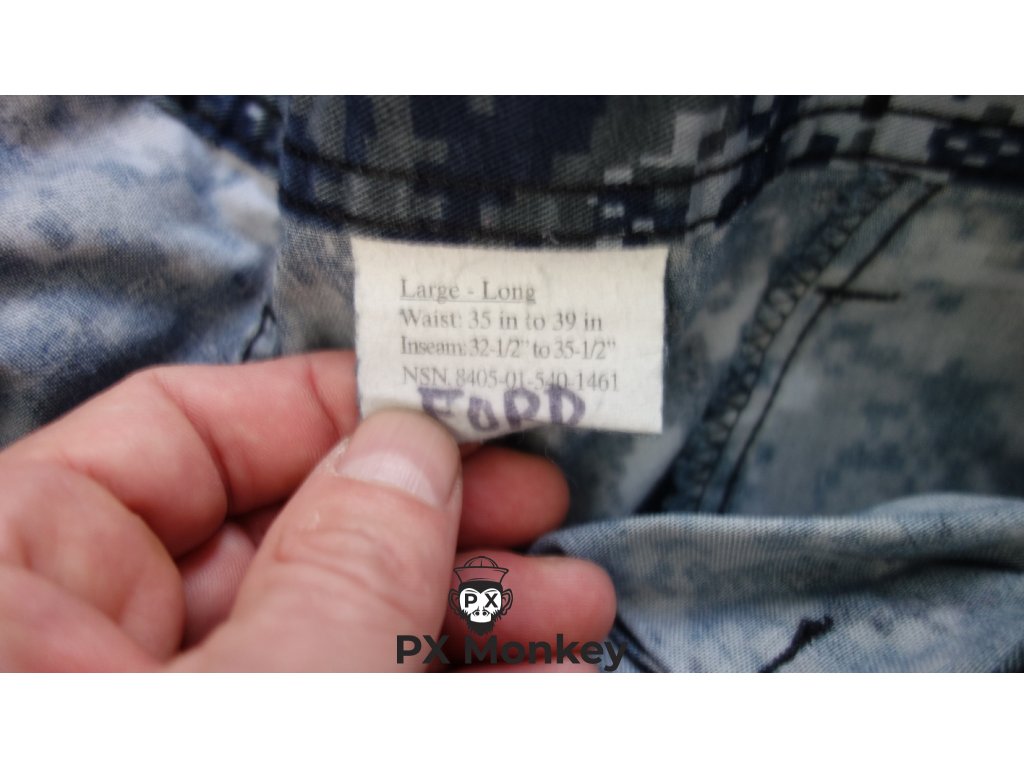 Large - Long
Waist: 35 in to 39 in
Inseam: 32-1/2" to 35-1/2"
NSN 8405-01-540-1461
FORD
PX
PX Monkey